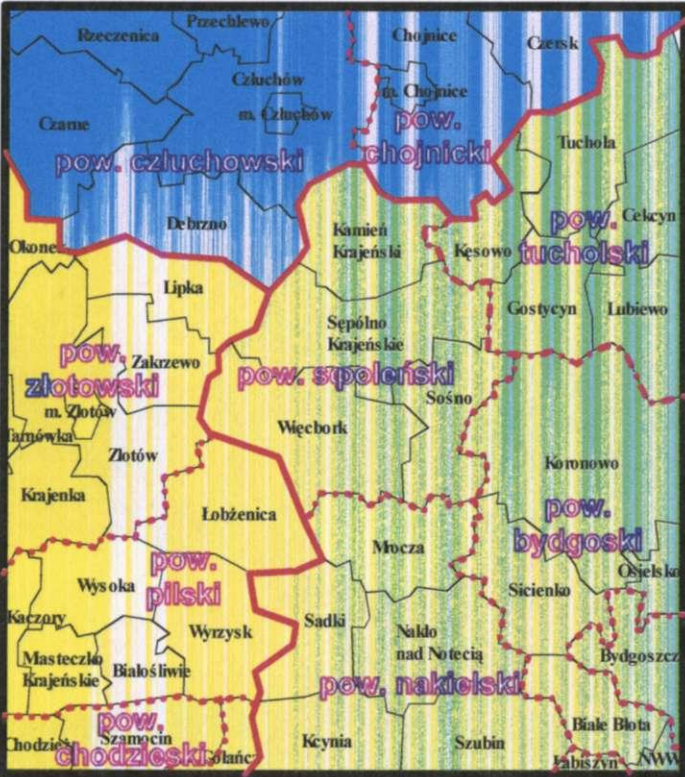 Rzeczenica
Przechlewo
Chojnice
Czersk
Człuchów
m. Chojnice
m. Człuchów
Czarne
pow.
chojnicki
Tuchola
pow. człuchowski
Debrzno
Kamień
Krajeński
Cekcyn
pow.
tucholski
Okone
Kęsowo
Lipka
Gostycyn
Lubiewo
Sępólno
Krajeńskie
pow.
złotowski
Zakrzewo
pow. sępoleński
m. Złotów
Sośno
Tarnówka
Więcbork
Złotów
Koronowo
Krajenka
Łobżenica
pow.
bydgoski
Mrocza
pow.
pilski
Wysoka
Osielsko
Sicienko
Kaczory
Sadki
Wyrzysk
Nakło
nad Notecią
Miasteczko
Krajeńskie
Białośliwie
Bydgoszcz
pow. nakielski
pow.
chodzieski
Szamocin
Białe Błota
Chodzież
Gołańcz
Kcynia
Szubin
Łabiszyn
NWW